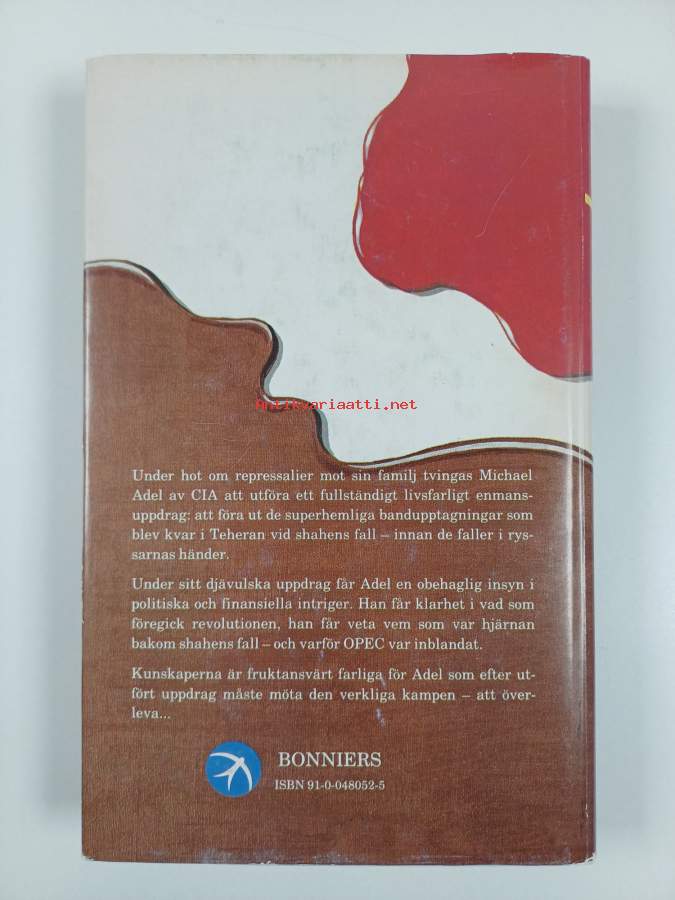 Antikvariaatti.net
Under hot om repressalier mot sin familj tvingas Michael
Adel av CIA att utföra ett fullständigt livsfarligt enmans-
uppdrag: att föra ut de superhemliga bandupptagningar som
blev kvar i Teheran vid shahens fall – innan de faller i rys-
sarnas händer.
Under sitt djävulska uppdrag får Adel en obehaglig insyn i
politiska och finansiella intriger. Han får klarhet i vad som
föregick revolutionen, han får veta vem som var hjärnan
bakom shahens fall – och varför OPEC var inblandat.
Kunskaperna är fruktansvärt farliga för Adel som efter ut-
fört uppdrag måste möta den verkliga kampen – att över-
leva...
BONNIERS
ISBN 91-0-048052-5